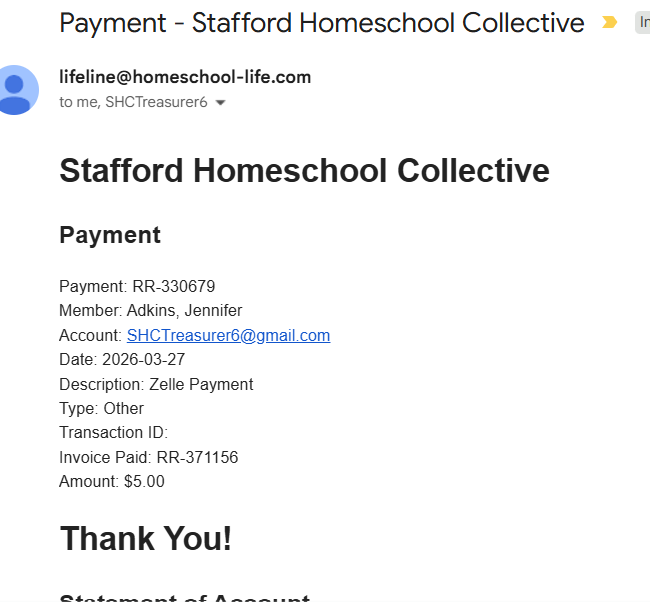 Payment - Stafford Homeschool Collective
lifeline@homeschool-life.com
to me, SHCTreasurer6
Stafford Homeschool Collective
Payment
Payment: RR-330679
Member: Adkins, Jennifer
Account: SHCTreasurer6@gmail.com
Date: 2026-03-27
Description: Zelle Payment
Type: Other
Transaction ID:
Invoice Paid: RR-371156
Amount: $5.00
Thank You!
Statement of Account